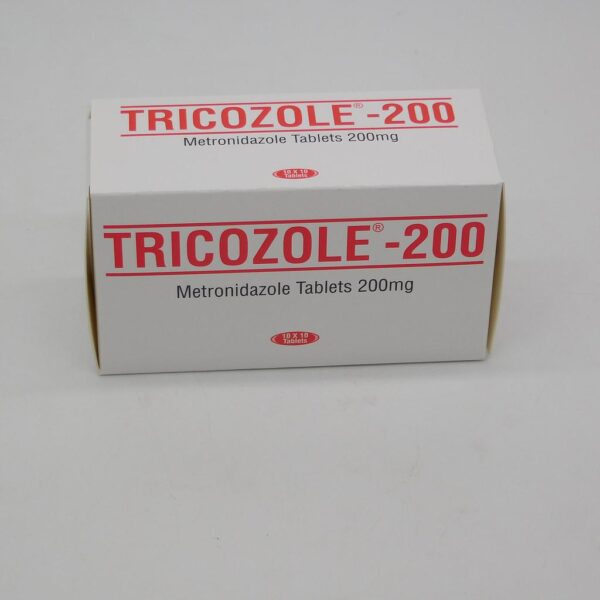 TRICOZOLE®-200
Metronidazole Tablets 200mg
10 X 10
Tablets
TRICOZOLE®-200
Metronidazole Tablets 200mg
10 X 10
Tablets